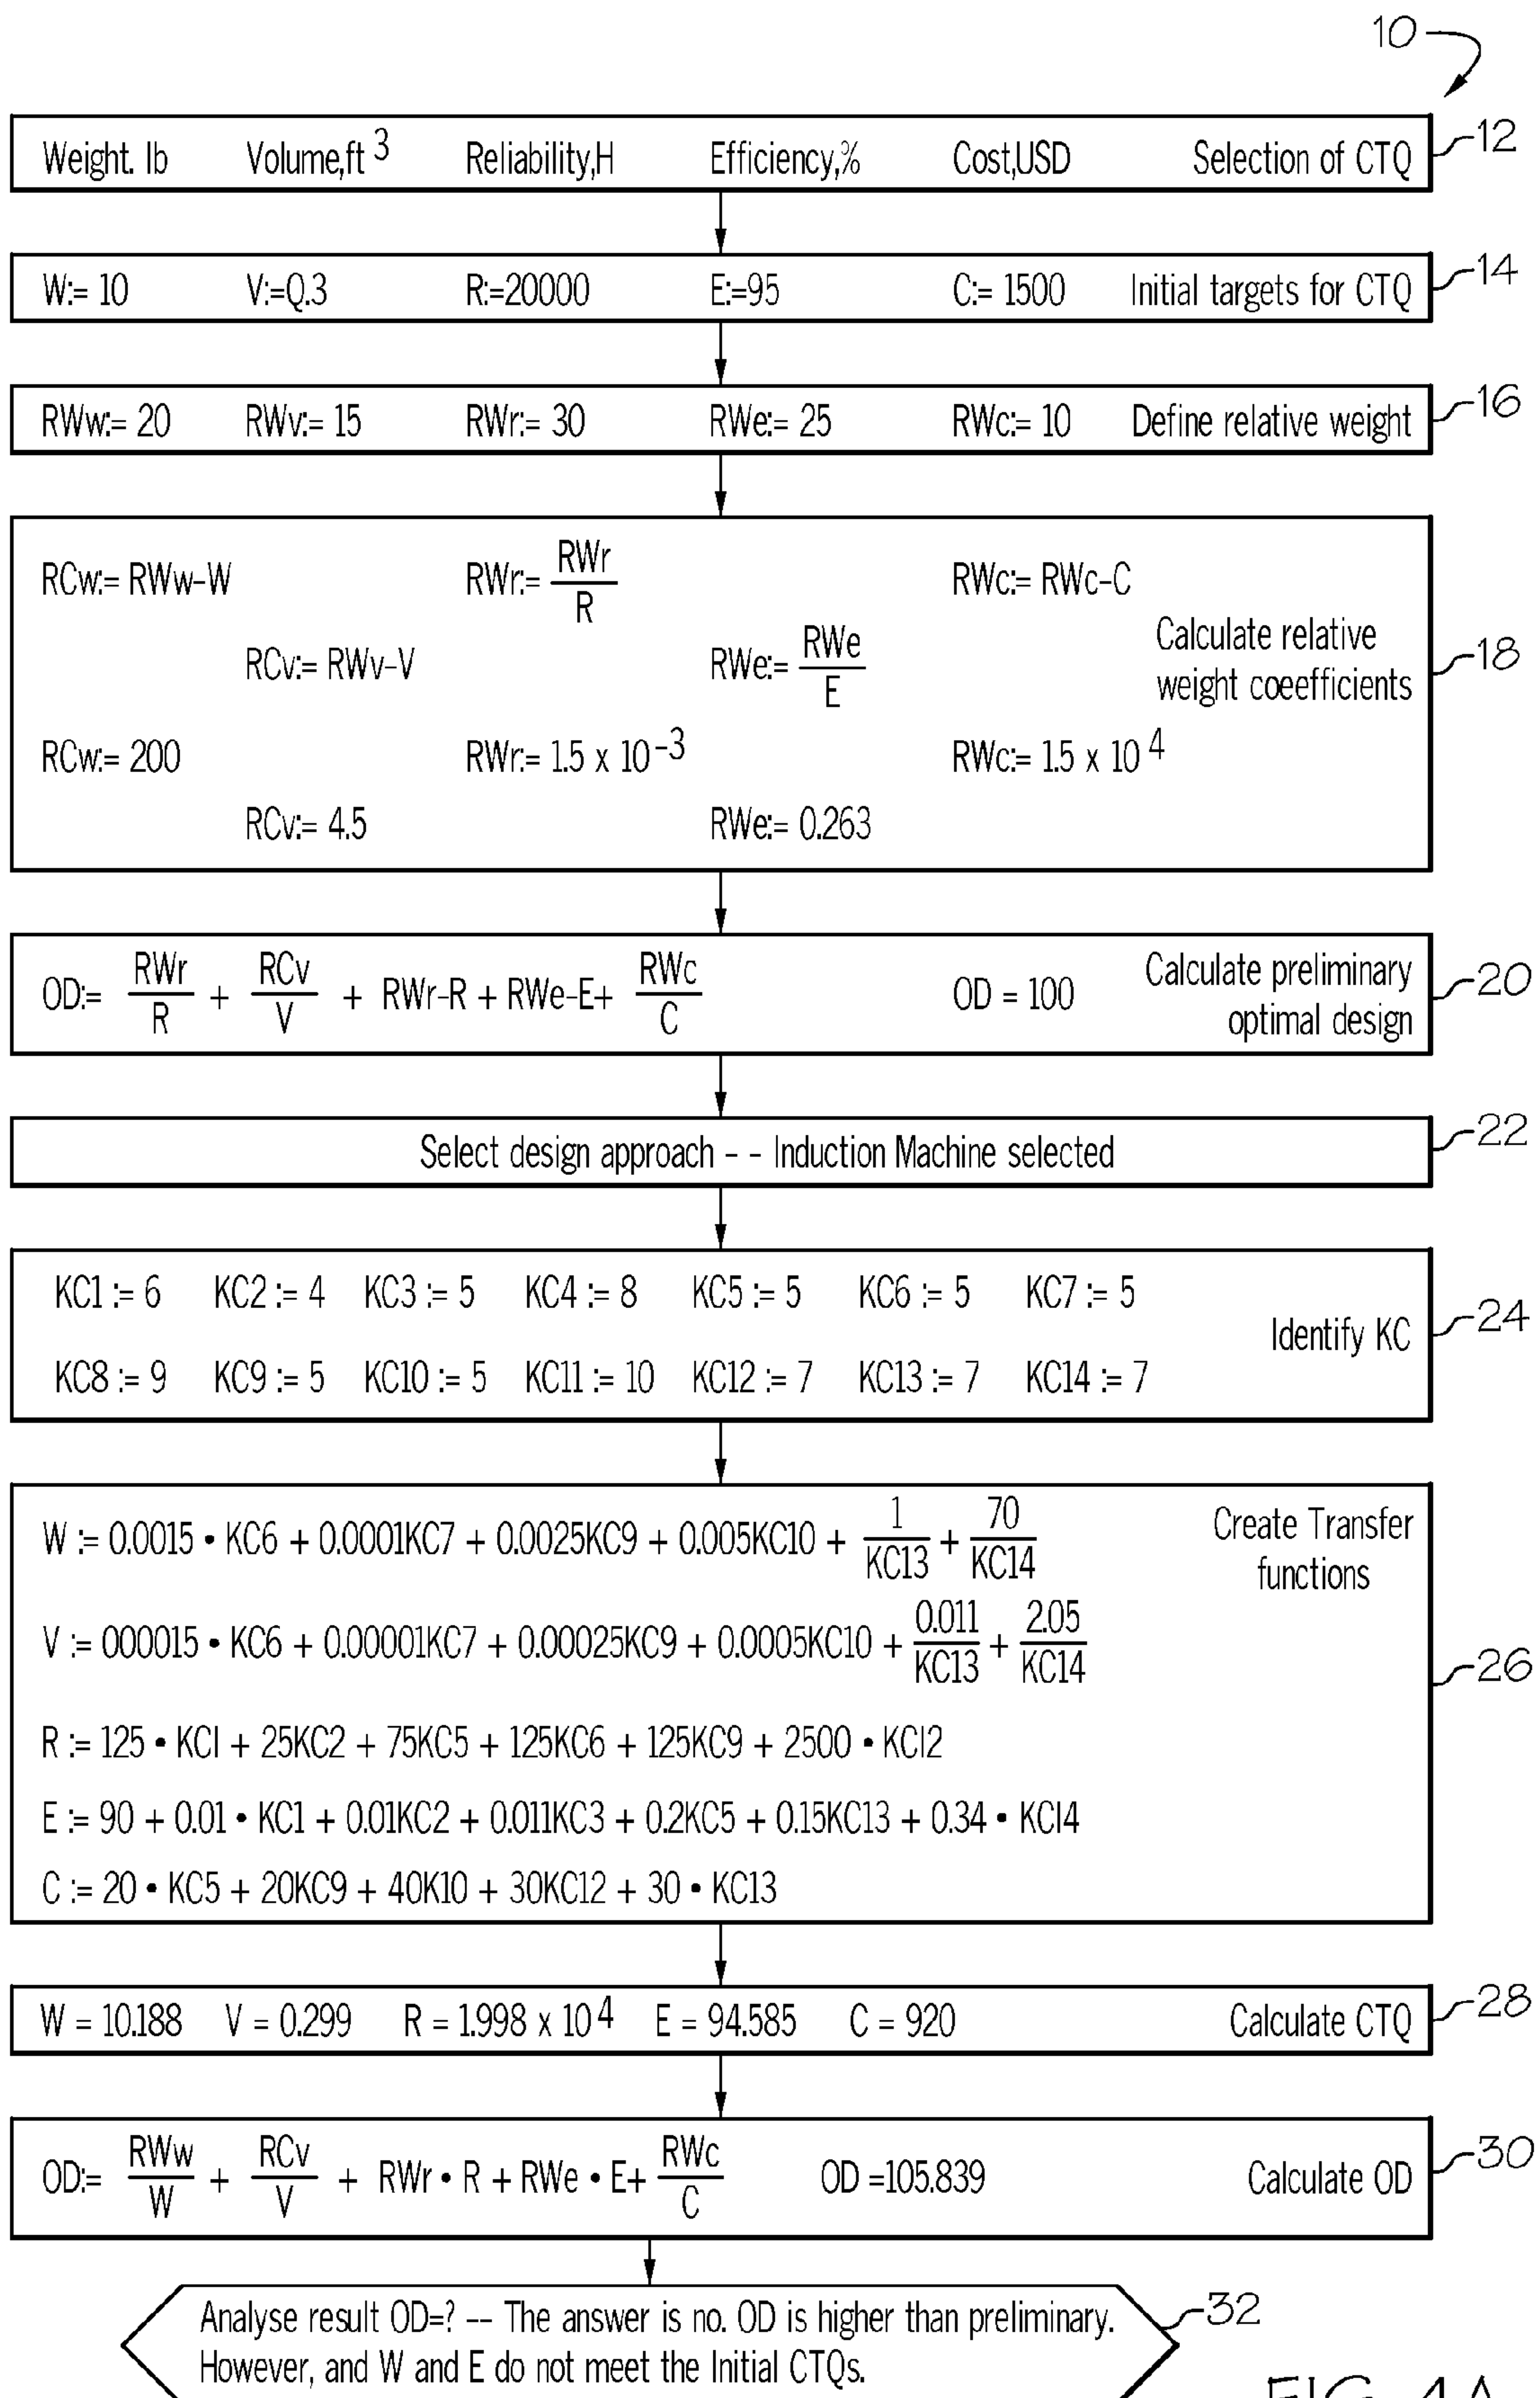 10
Weight. lb Volume,ft 3 Reliability,H Efficiency,% Cost,USD Selection of CTQ 12
W:= 10 V:=Q.3 R:=20000 E:=95 C:= 1500 Initial targets for CTQ 14
RWw:= 20 RWv:= 15 RWr:= 30 RWe:= 25 RWc:= 10 Define relative weight 16
RCw:= RWw-W RWr:= RWr/R RWc:= RWc-C
RCv:= RWv-V RWe:= RWe/E Calculate relative
weight coeefficients 18
RCw:= 200 RWr:= 1.5 x 10 -3 RWc:= 1.5 x 10 4
RCv:= 4.5 RWe:= 0.263
OD:= RWr/R + RCv/V + RWr-R + RWe-E+ RWc/C OD = 100 Calculate preliminary
optimal design 20
Select design approach - - Induction Machine selected 22
KC1 := 6 KC2 := 4 KC3 := 5 KC4 := 8 KC5 := 5 KC6 := 5 KC7 := 5
Identify KC 24
KC8 := 9 KC9 := 5 KC10 := 5 KC11 := 10 KC12 := 7 KC13 := 7 KC14 := 7
W := 0.0015 • KC6 + 0.0001KC7 + 0.0025KC9 + 0.005KC10 + 1/KC13 + 70/KC14 Create Transfer
functions
V := 000015 • KC6 + 0.00001KC7 + 0.00025KC9 + 0.0005KC10 + 0.011/KC13 + 2.05/KC14
26
R := 125 • KCI + 25KC2 + 75KC5 + 125KC6 + 125KC9 + 2500 • KCI2
E := 90 + 0.01 • KC1 + 0.01KC2 + 0.011KC3 + 0.2KC5 + 0.15KC13 + 0.34 • KCI4
C := 20 • KC5 + 20KC9 + 40K10 + 30KC12 + 30 • KC13
W = 10.188 V = 0.299 R = 1.998 x 10 4 E = 94.585 C = 920 Calculate CTQ 28
OD:= RWw/W + RCv/V + RWr • R + RWe • E+ RWc/C OD =105.839 Calculate OD 30
Analyse result OD=? -- The answer is no. OD is higher than preliminary. 32
However, and W and E do not meet the Initial CTQs.
FIG. 4A